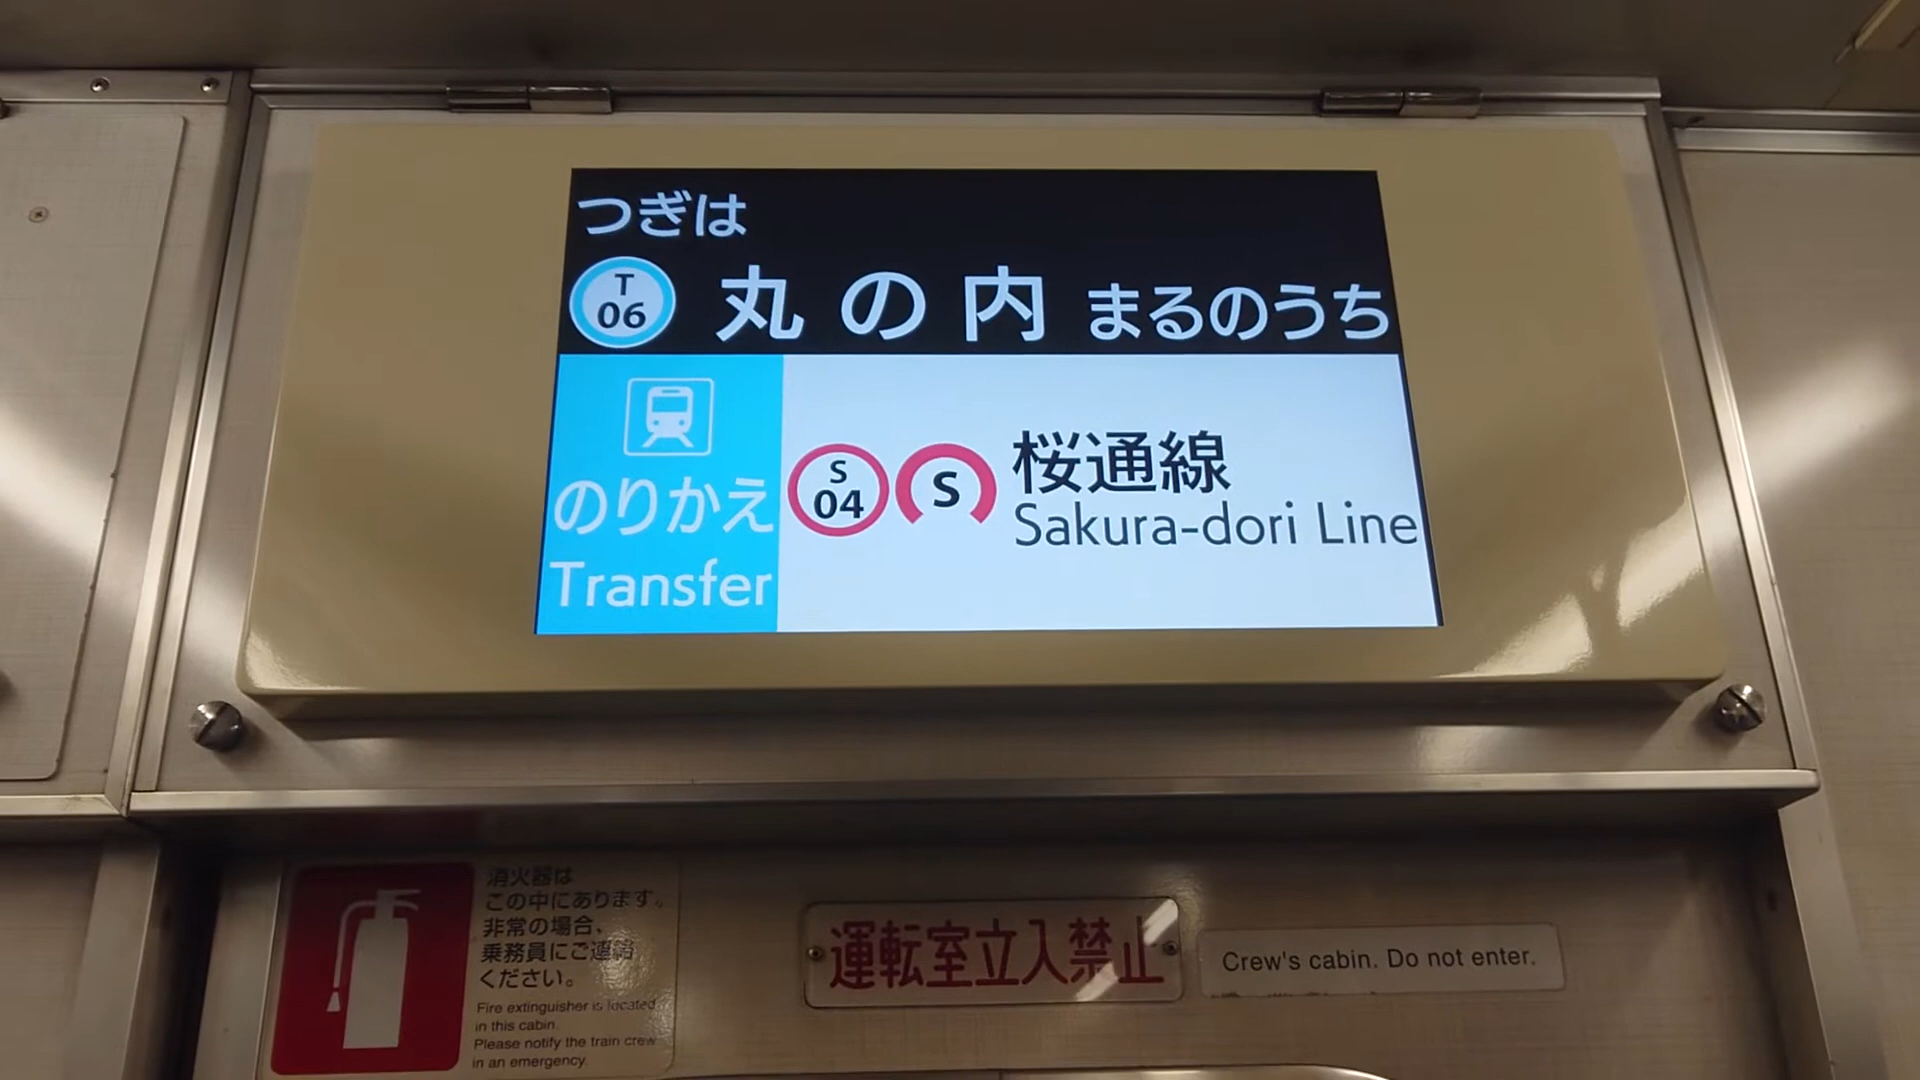 つぎは
T
06
丸の内 まるのうち
のりかえ
Transfer
S
04
S
桜通線
Sakura-dori Line
消火器は
この中にあります。
非常の場合、
乗務員にご連絡
ください。
Fire extinguisher is located
in this cabin.
Please notify the train crew
in an emergency.
運転室立入禁止
Crew's cabin. Do not enter.